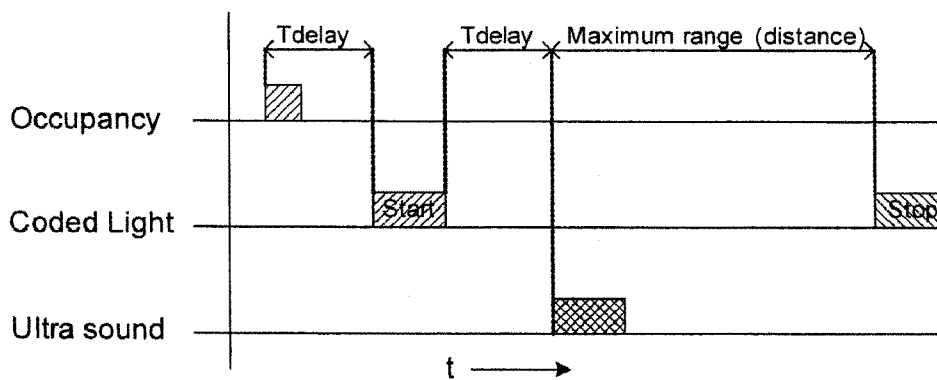 Tdelay Tdelay Maximum range (distance)
Occupancy
Start Stop
Coded Light
Ultra sound
t